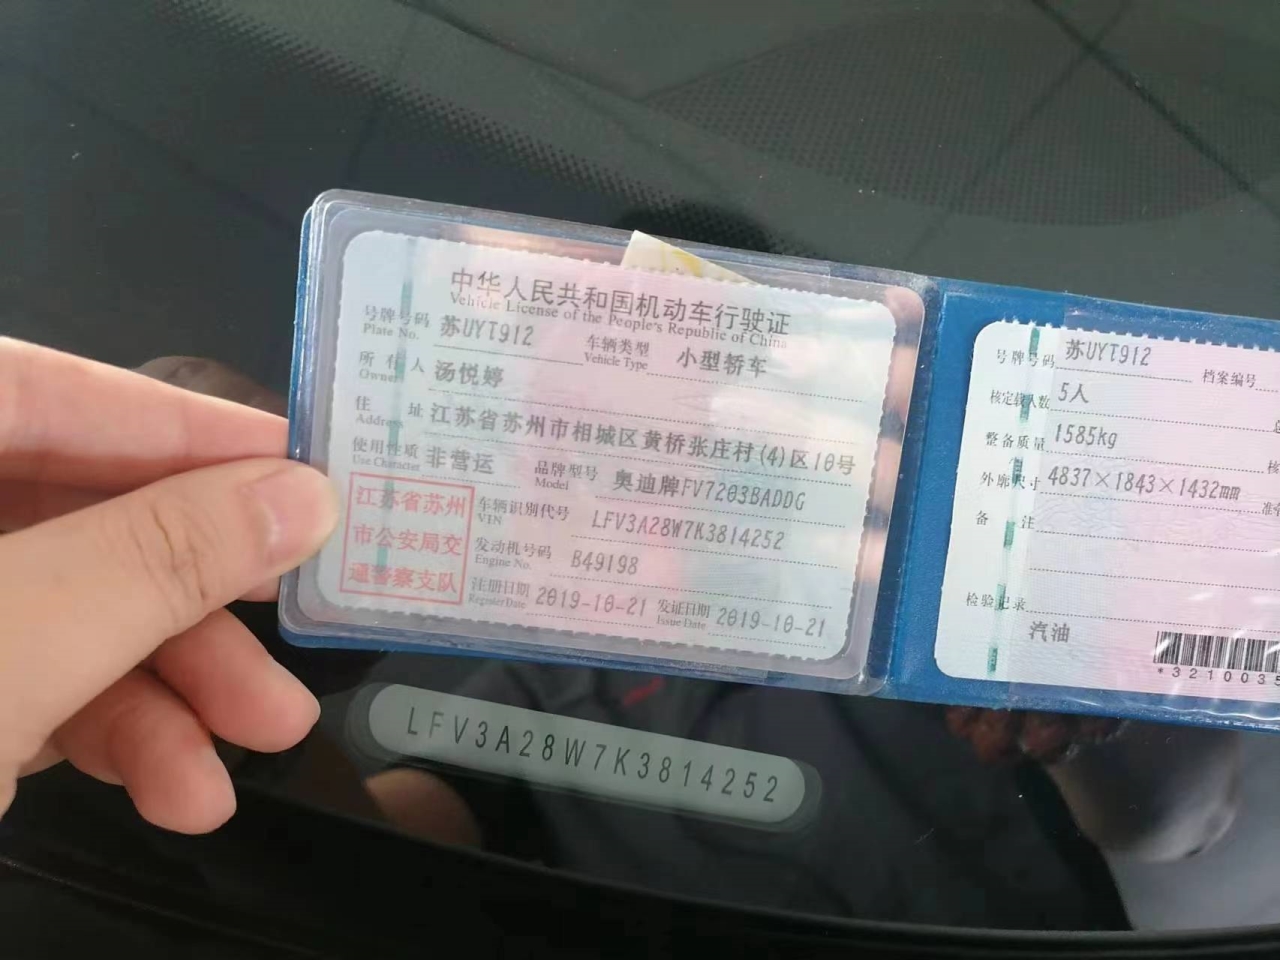 中华人民共和国机动车行驶证
Vehicle License of the People's Republic of China
号牌号码 苏UYT912 车辆类型 小型轿车
Plate No. Vehicle Type
所有人 汤悦婷
Owner
住址 江苏省苏州市相城区黄桥张庄村(4)区10号
Address
使用性质 非营运 品牌型号 奥迪牌FV7203BADDG
Use Character Model
江苏省苏州
市公安局交
通警察支队
车辆识别代号 LFV3A28W7K3814252
VIN
发动机号码 B49198
Engine No.
注册日期 2019-10-21 发证日期 2019-10-21
Register Date Issue Date
号牌号码 苏UYT912 档案编号
核定载人数 5人
整备质量 1585kg
外廓尺寸 4837×1843×1432mm
备注
检验记录
汽油
*3210035
LFV3A28W7K3814252